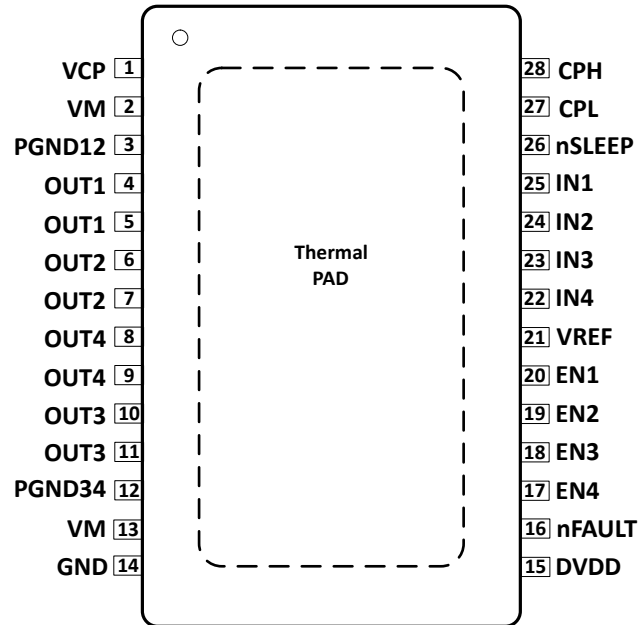 VCP 1
VM 2
PGND12 3
OUT1 4
OUT1 5
OUT2 6
OUT2 7
OUT4 8
OUT4 9
OUT3 10
OUT3 11
PGND34 12
VM 13
GND 14
Thermal
PAD
28 CPH
27 CPL
26 nSLEEP
25 IN1
24 IN2
23 IN3
22 IN4
21 VREF
20 EN1
19 EN2
18 EN3
17 EN4
16 nFAULT
15 DVDD